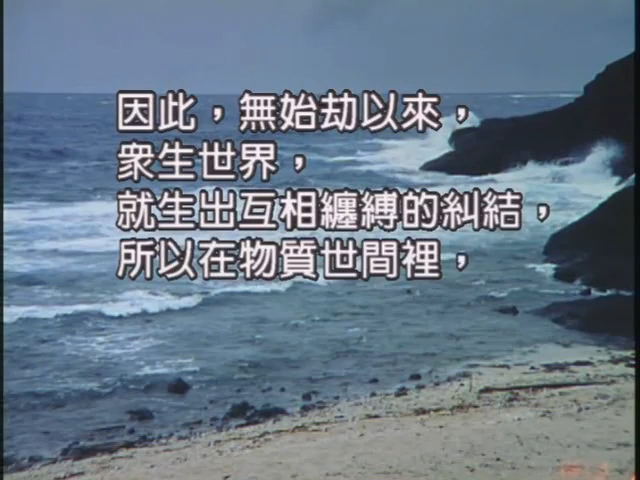 因此，無始劫以來，
衆生世界，
就生出互相纏縛的糾結，
所以在物質世間裡，